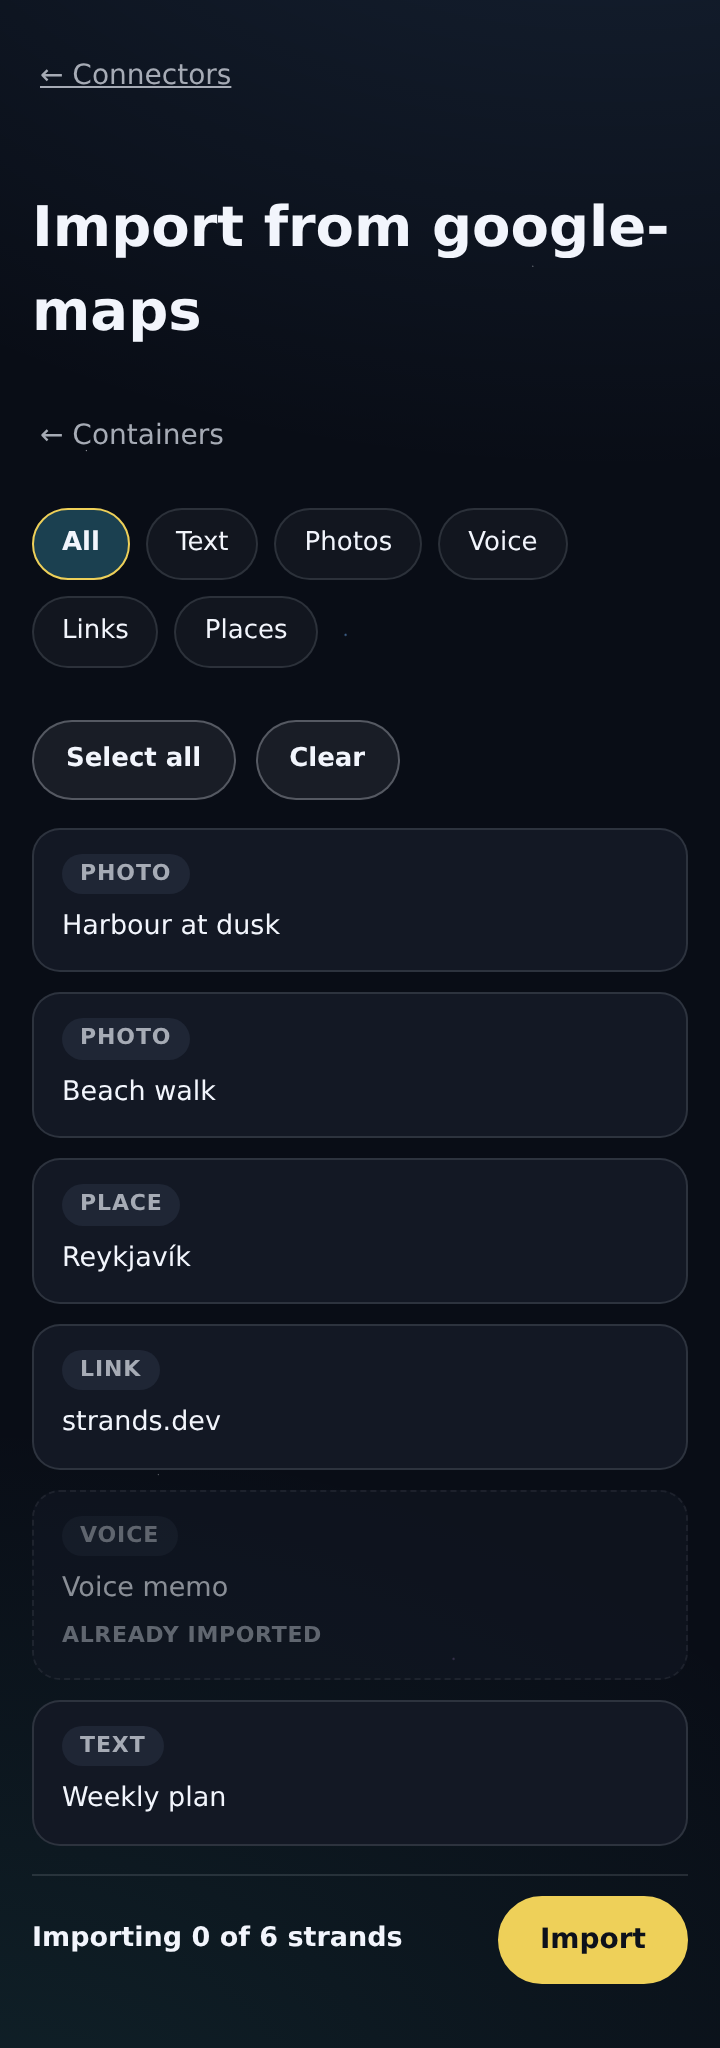 ← Connectors
Import from google-
maps
← Containers
All Text Photos Voice
Links Places
Select all Clear
PHOTO
Harbour at dusk
PHOTO
Beach walk
PLACE
Reykjavík
LINK
strands.dev
VOICE
Voice memo
ALREADY IMPORTED
TEXT
Weekly plan
Importing 0 of 6 strands Import